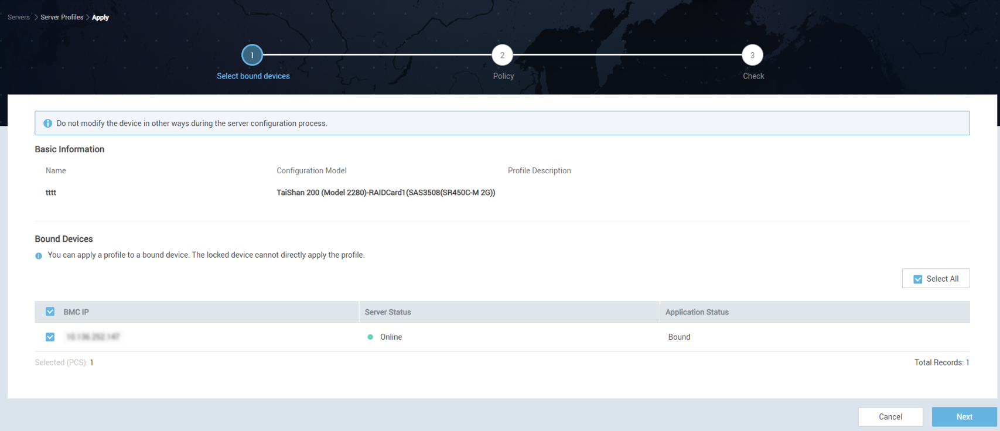 Servers > Server Profiles > Apply
1
2
3
Select bound devices
Policy
Check
Do not modify the device in other ways during the server configuration process.
Basic Information
Name
Configuration Model
Profile Description
tttt
TaiShan 200 (Model 2280)-RAIDCard1(SAS3508(SR450C-M 2G))
Bound Devices
You can apply a profile to a bound device. The locked device cannot directly apply the profile.
Select All
BMC IP
Server Status
Application Status
Online
Bound
Selected (PCS): 1
Total Records: 1
Cancel
Next